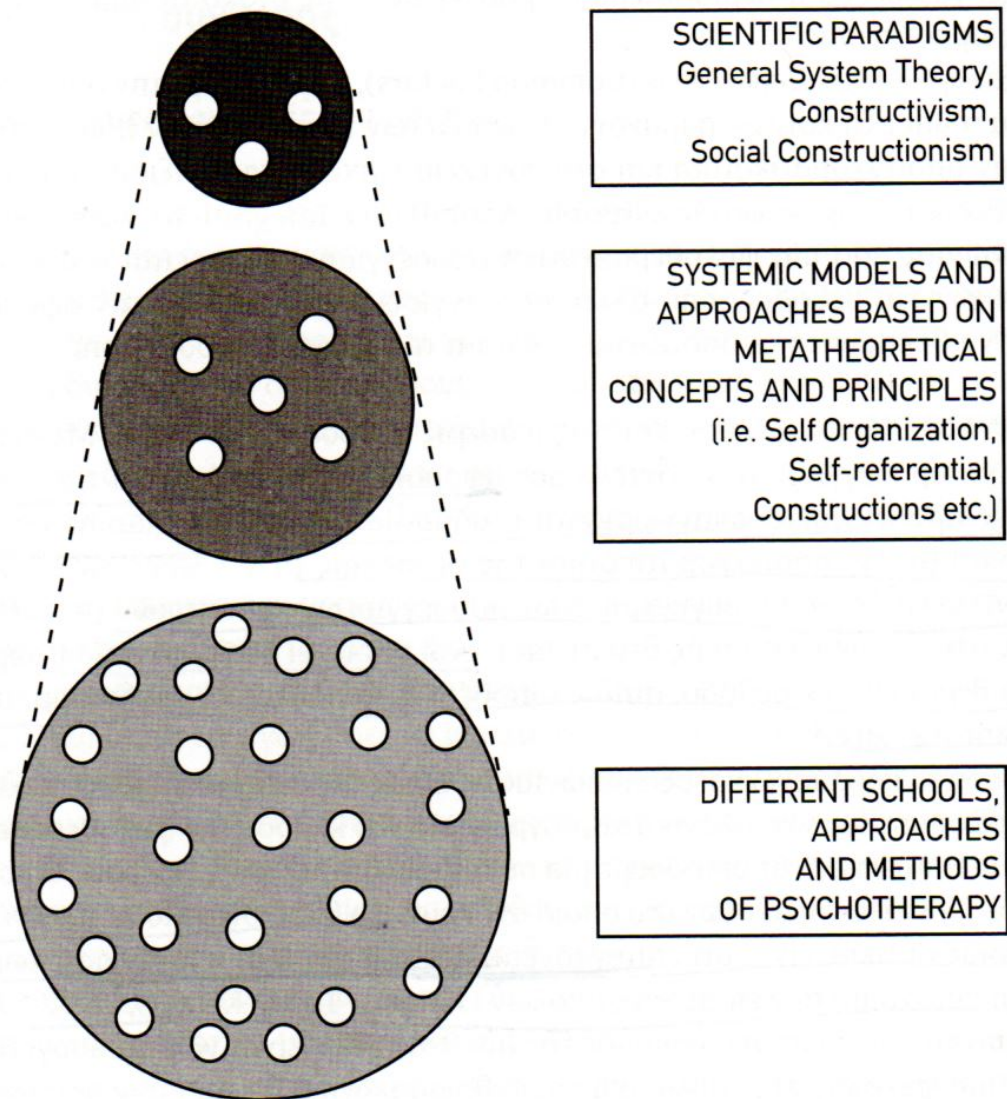 SCIENTIFIC PARADIGMS
General System Theory,
Constructivism,
Social Constructionism
SYSTEMIC MODELS AND
APPROACHES BASED ON
METATHEORETICAL
CONCEPTS AND PRINCIPLES
(i.e. Self Organization,
Self-referential,
Constructions etc.)
DIFFERENT SCHOOLS,
APPROACHES
AND METHODS
OF PSYCHOTHERAPY